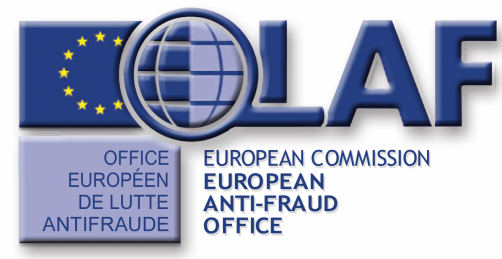 OLAF
OFFICE
EUROPÉEN
DE LUTTE
ANTIFRAUDE
EUROPEAN COMMISSION
EUROPEAN
ANTI-FRAUD
OFFICE